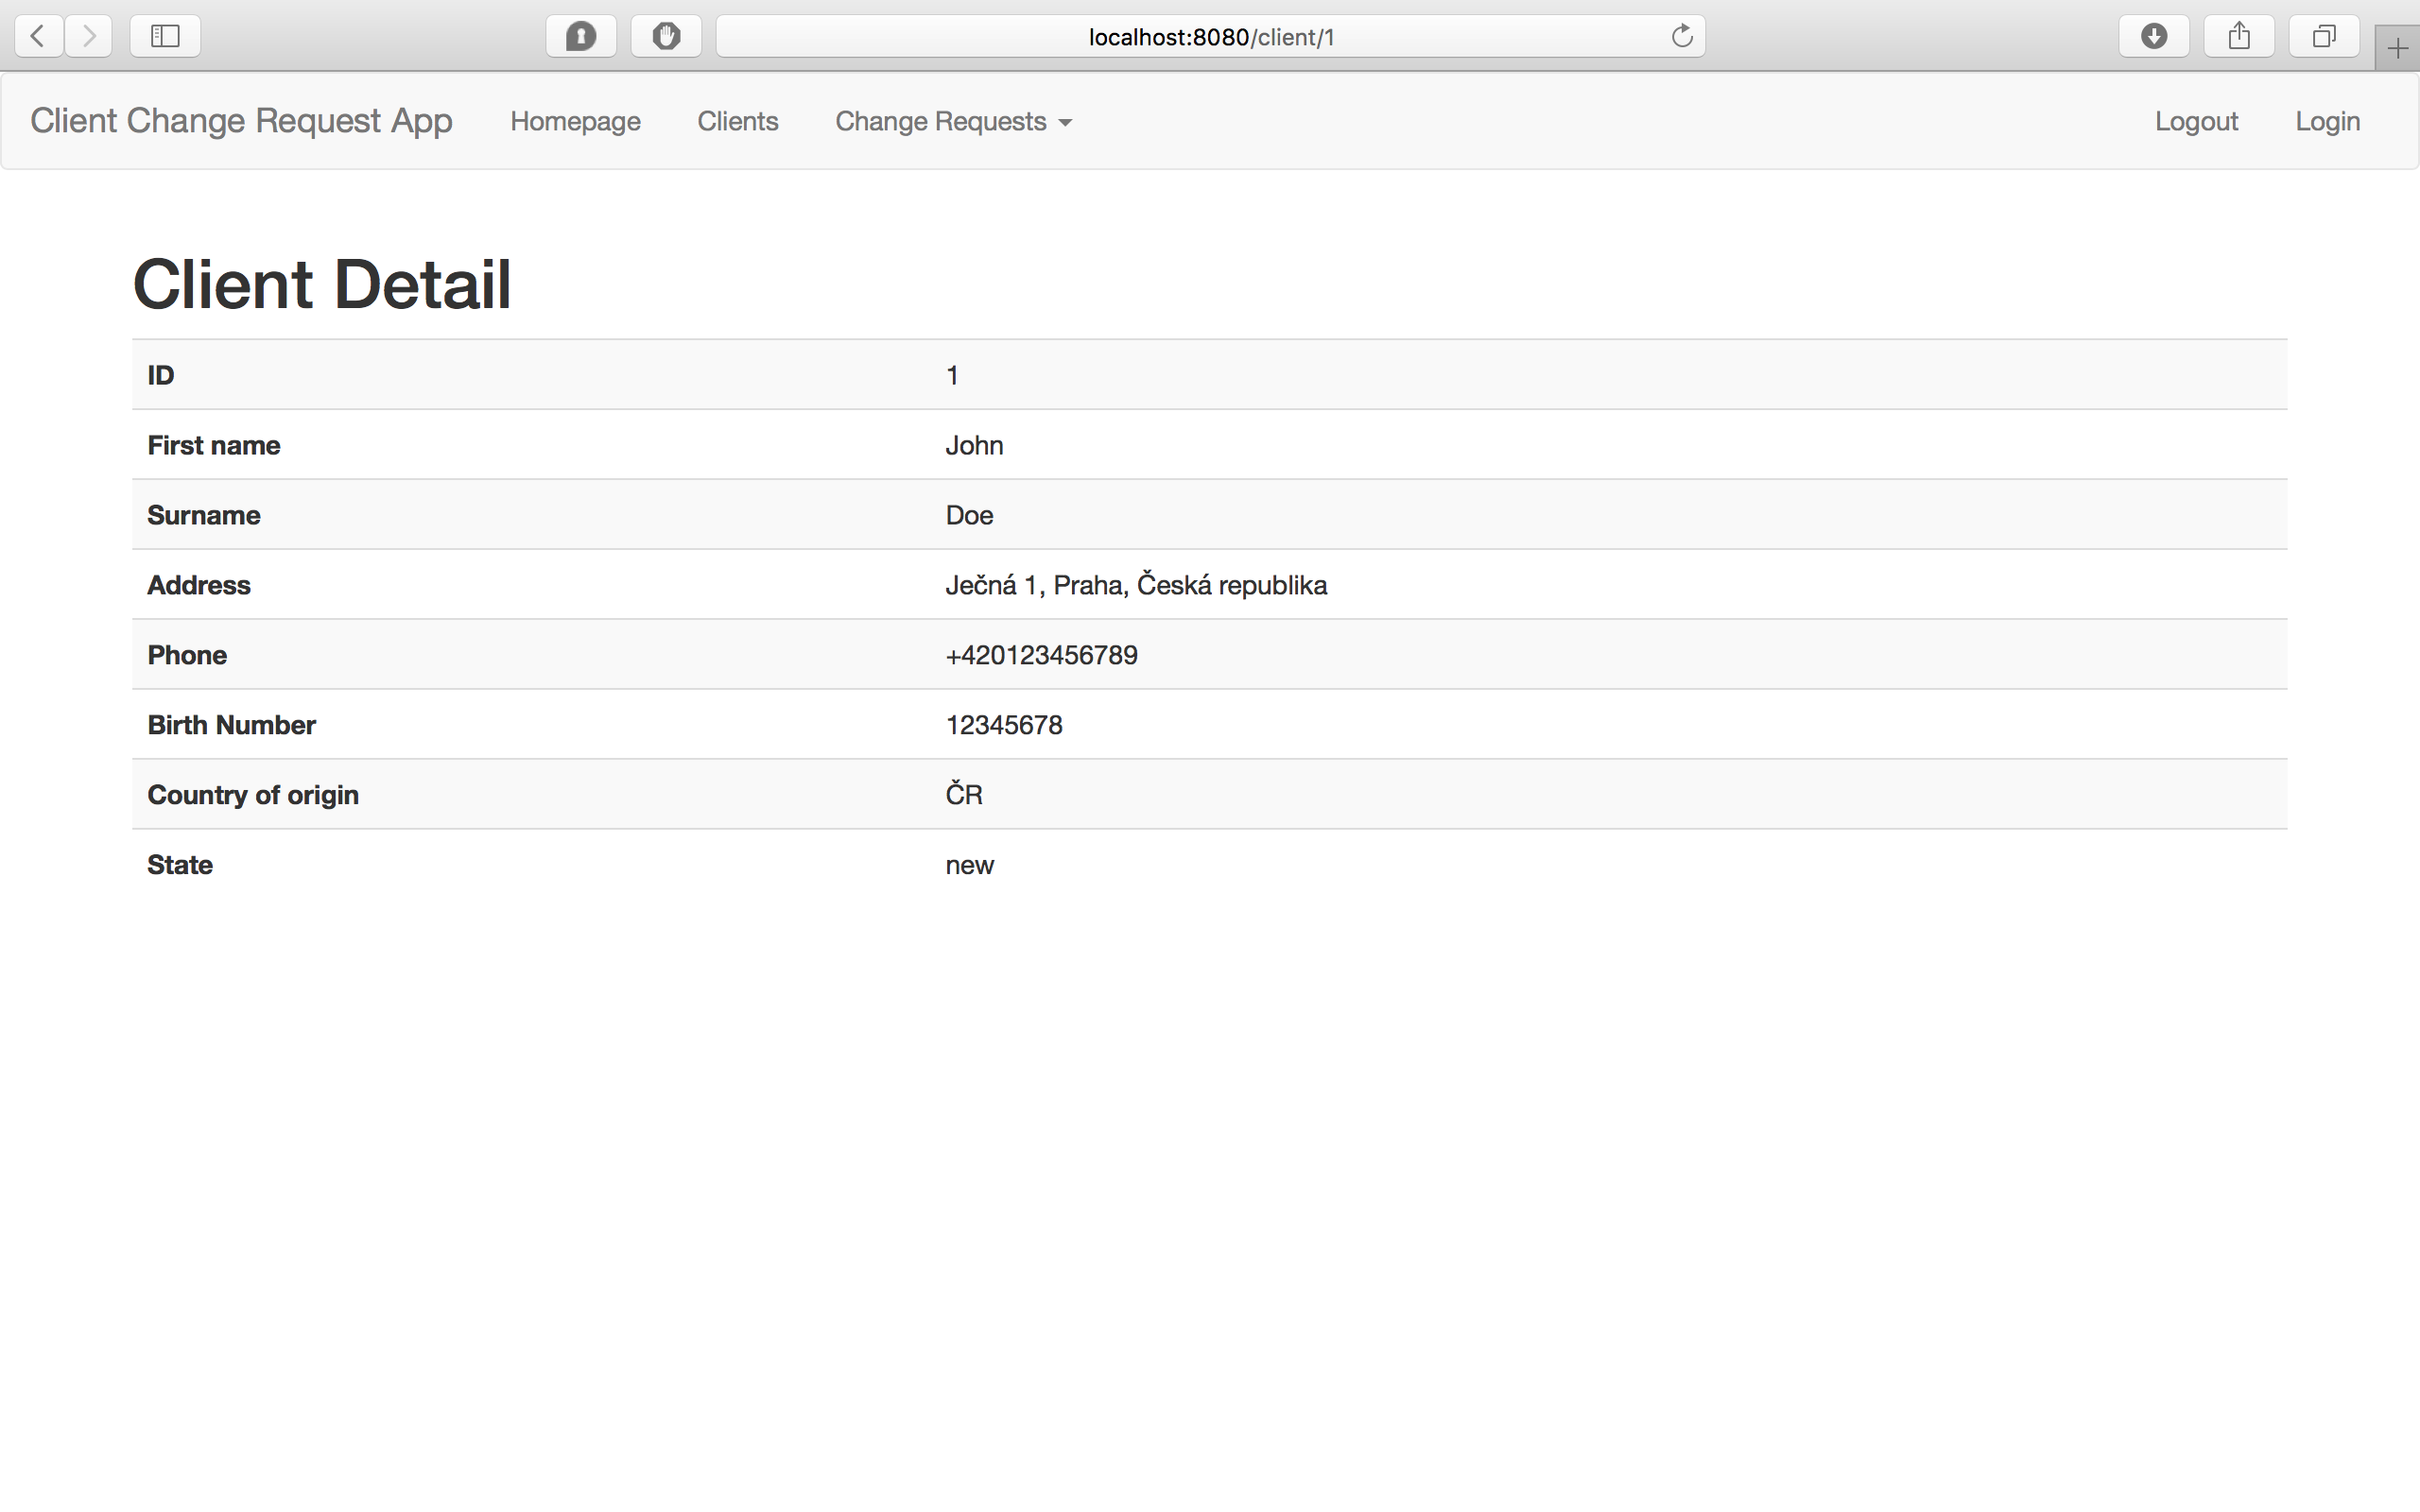 localhost:8080/client/1
Client Change Request App Homepage Clients Change Requests Logout Login
Client Detail
ID 1
First name John
Surname Doe
Address Ječná 1, Praha, Česká republika
Phone +420123456789
Birth Number 12345678
Country of origin ČR
State new